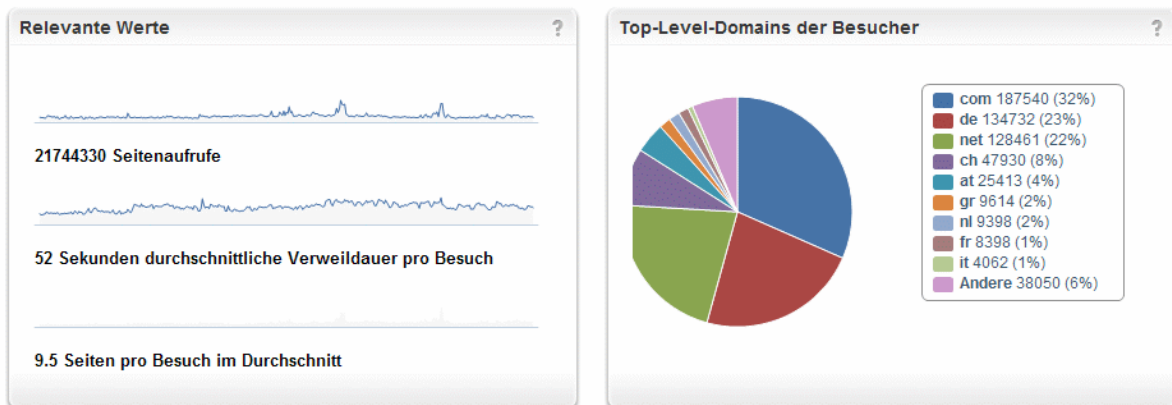 Relevante Werte
?
21744330 Seitenaufrufe
52 Sekunden durchschnittliche Verweildauer pro Besuch
9.5 Seiten pro Besuch im Durchschnitt
Top-Level-Domains der Besucher
?
com 187540 (32%)
de 134732 (23%)
net 128461 (22%)
ch 47930 (8%)
at 25413 (4%)
gr 9614 (2%)
nl 9398 (2%)
fr 8398 (1%)
it 4062 (1%)
Andere 38050 (6%)